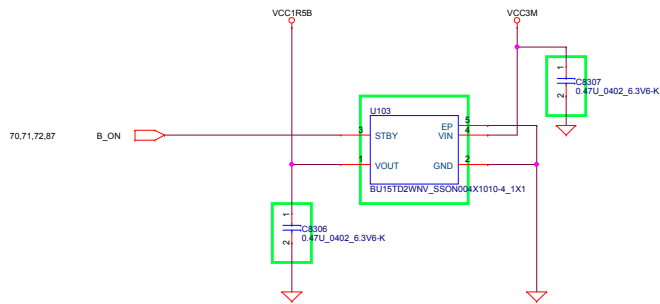 VCC1R5B
VCC3M
1
C8307
0.47U_0402_6.3V6-K
2
U103
70,71,72,87
B_ON
3
STBY
EP
5
VIN
4
1
VOUT
GND
2
BU15TD2WNV_SSON004X1010-4_1X1
1
C8306
0.47U_0402_6.3V6-K
2